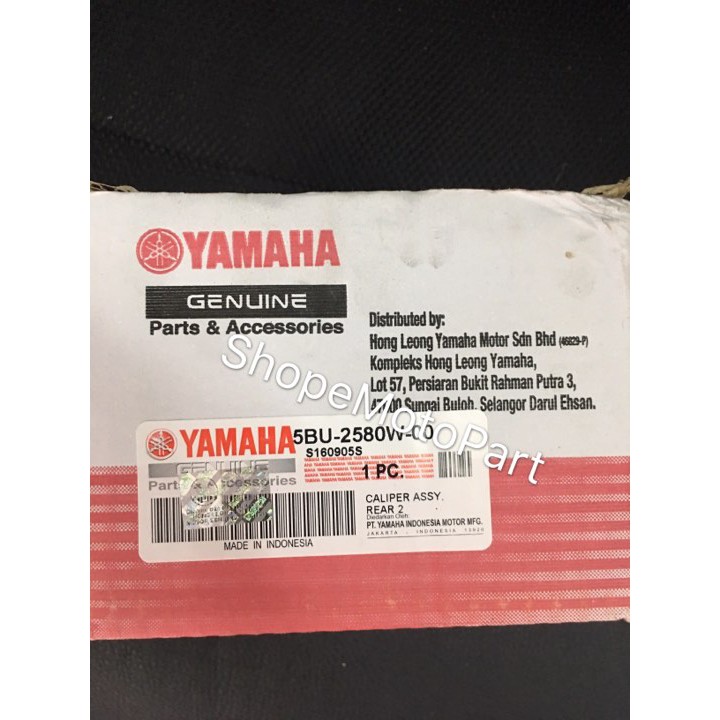 YAMAHA
GENUINE
Parts & Accessories
Distributed by:
Hong Leong Yamaha Motor Sdn Bhd (46829-P)
Kompleks Hong Leong Yamaha,
Lot 57, Persiaran Bukit Rahman Putra 3,
47000 Sungai Buloh, Selangor Darul Ehsan.
ShopeMotoPart
YAMAHA
5BU-2580W-00
S160905S
GENUINE
Parts & Accessories
1 PC.
CALIPER ASSY.
REAR 2
Diedarkan Oleh:
PT. YAMAHA INDONESIA MOTOR MFG.
JAKARTA - INDONESIA 13920
MADE IN INDONESIA